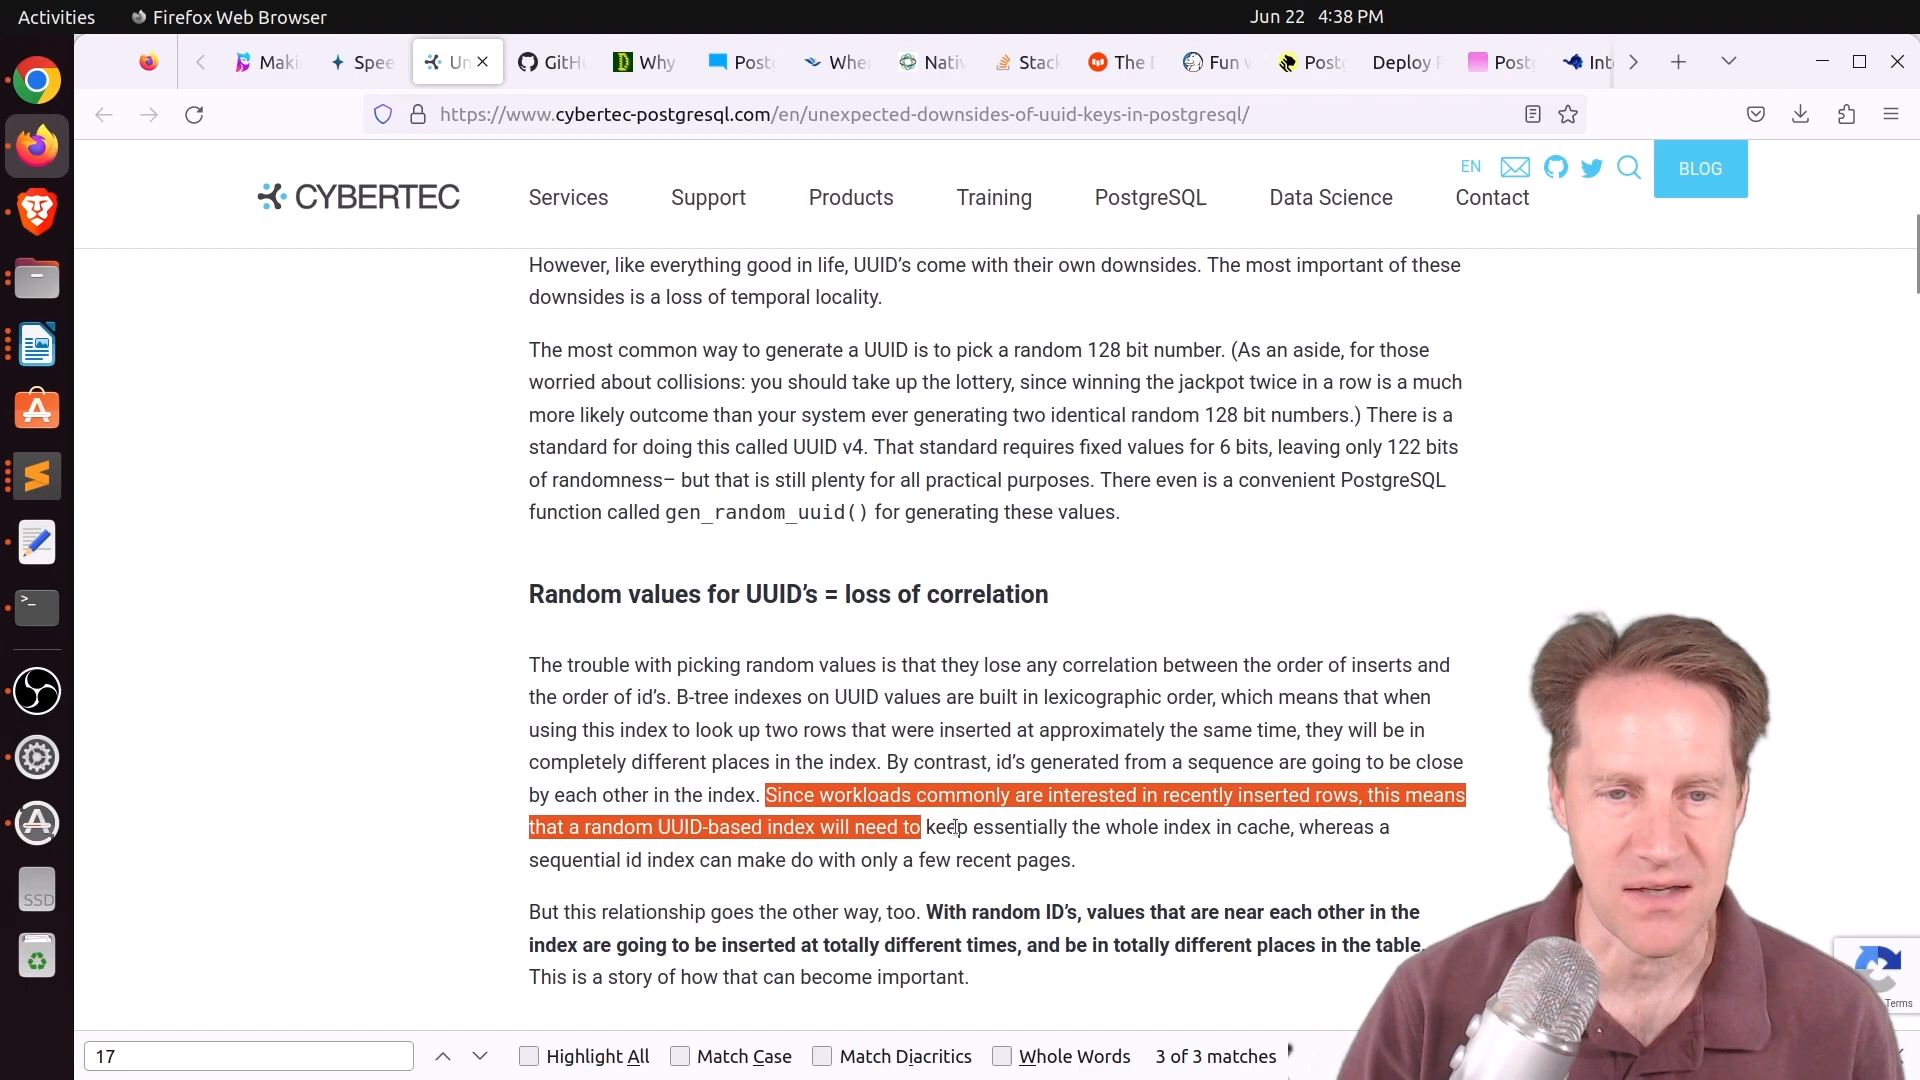 Activities
Firefox Web Browser
Jun 22 4:38 PM
Maki
Spee
Un
GitH
Why
Post
Whe
Nativ
Stack
The
Fun
Post
Deploy
Post
Int
https://www.cybertec-postgresql.com/en/unexpected-downsides-of-uuid-keys-in-postgresql/
EN
BLOG
CYBERTEC
Services
Support
Products
Training
PostgreSQL
Data Science
Contact
However, like everything good in life, UUID’s come with their own downsides. The most important of these
downsides is a loss of temporal locality.
The most common way to generate a UUID is to pick a random 128 bit number. (As an aside, for those
worried about collisions: you should take up the lottery, since winning the jackpot twice in a row is a much
more likely outcome than your system ever generating two identical random 128 bit numbers.) There is a
standard for doing this called UUID v4. That standard requires fixed values for 6 bits, leaving only 122 bits
of randomness– but that is still plenty for all practical purposes. There even is a convenient PostgreSQL
function called gen_random_uuid() for generating these values.
Random values for UUID’s = loss of correlation
The trouble with picking random values is that they lose any correlation between the order of inserts and
the order of id’s. B-tree indexes on UUID values are built in lexicographic order, which means that when
using this index to look up two rows that were inserted at approximately the same time, they will be in
completely different places in the index. By contrast, id’s generated from a sequence are going to be close
by each other in the index. Since workloads commonly are interested in recently inserted rows, this means
that a random UUID-based index will need to keep essentially the whole index in cache, whereas a
sequential id index can make do with only a few recent pages.
But this relationship goes the other way, too. With random ID’s, values that are near each other in the
index are going to be inserted at totally different times, and be in totally different places in the table.
This is a story of how that can become important.
SSD
Terms
17
Highlight All
Match Case
Match Diacritics
Whole Words
3 of 3 matches